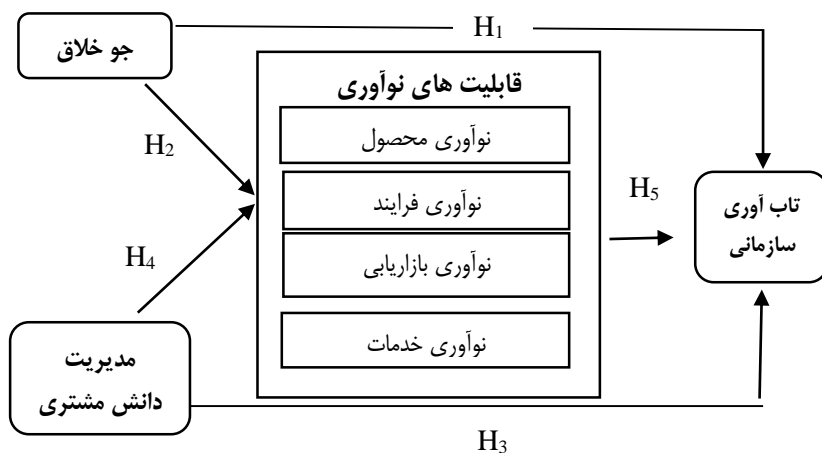 H1
جو خلاق
قابلیت های نوآوری
نوآوری محصول
H2
نوآوری فرایند
H5
تاب آوری
سازمانی
H4
نوآوری بازاریابی
نوآوری خدمات
مدیریت
دانش مشتری
H3